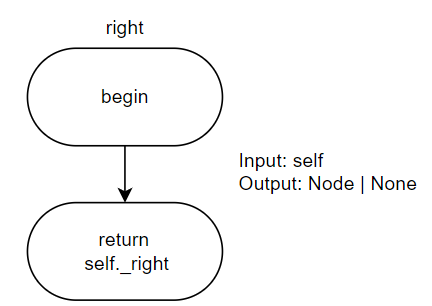 right
begin
Input: self
Output: Node | None
return
self._right